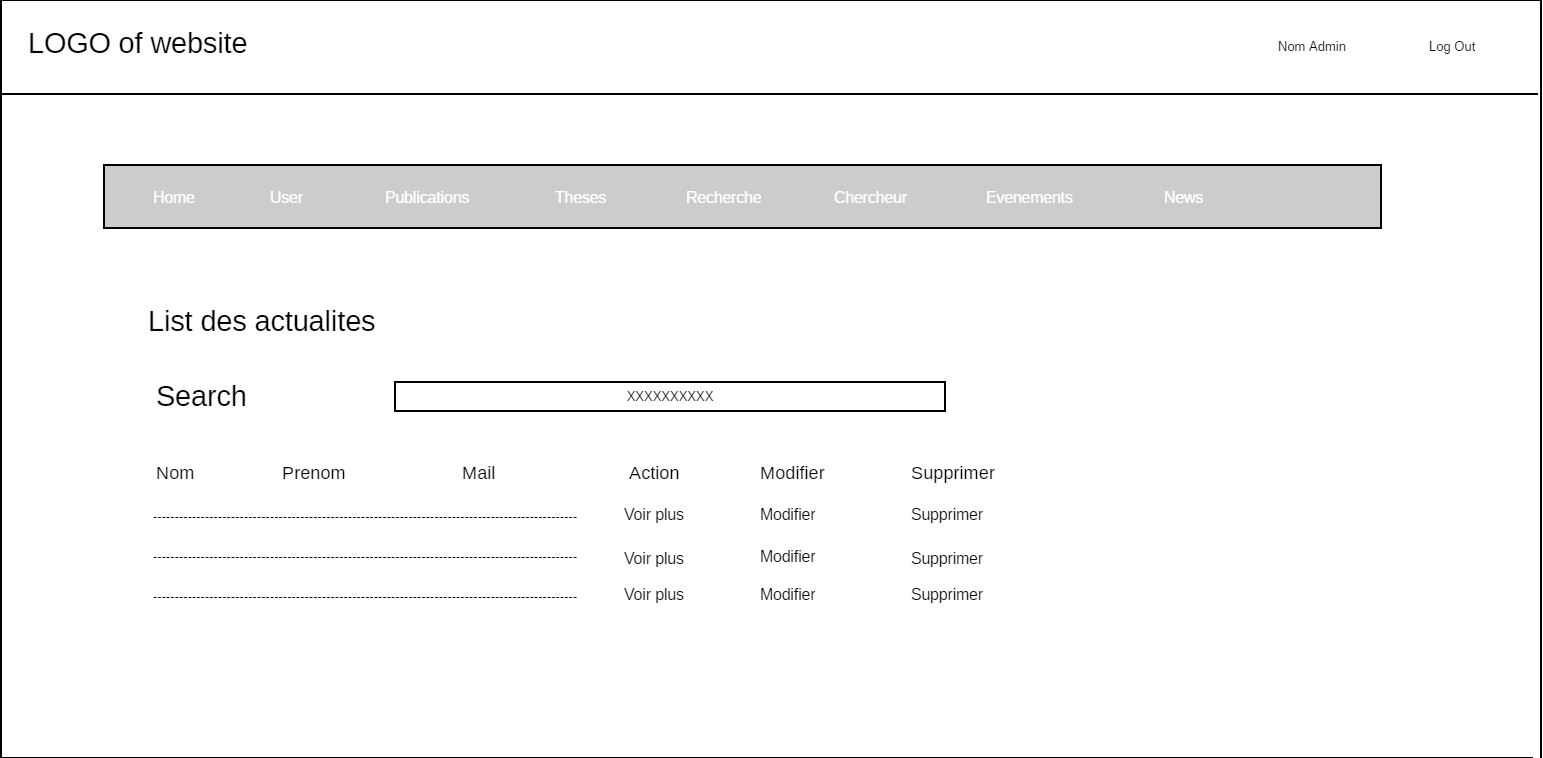 LOGO of website
Nom Admin Log Out
Home User Publications Theses Recherche Chercheur Evenements News
List des actualites
Search XXXXXXXXXX
Nom Prenom Mail Action Modifier Supprimer
Voir plus Modifier Supprimer
Voir plus Modifier Supprimer
Voir plus Modifier Supprimer